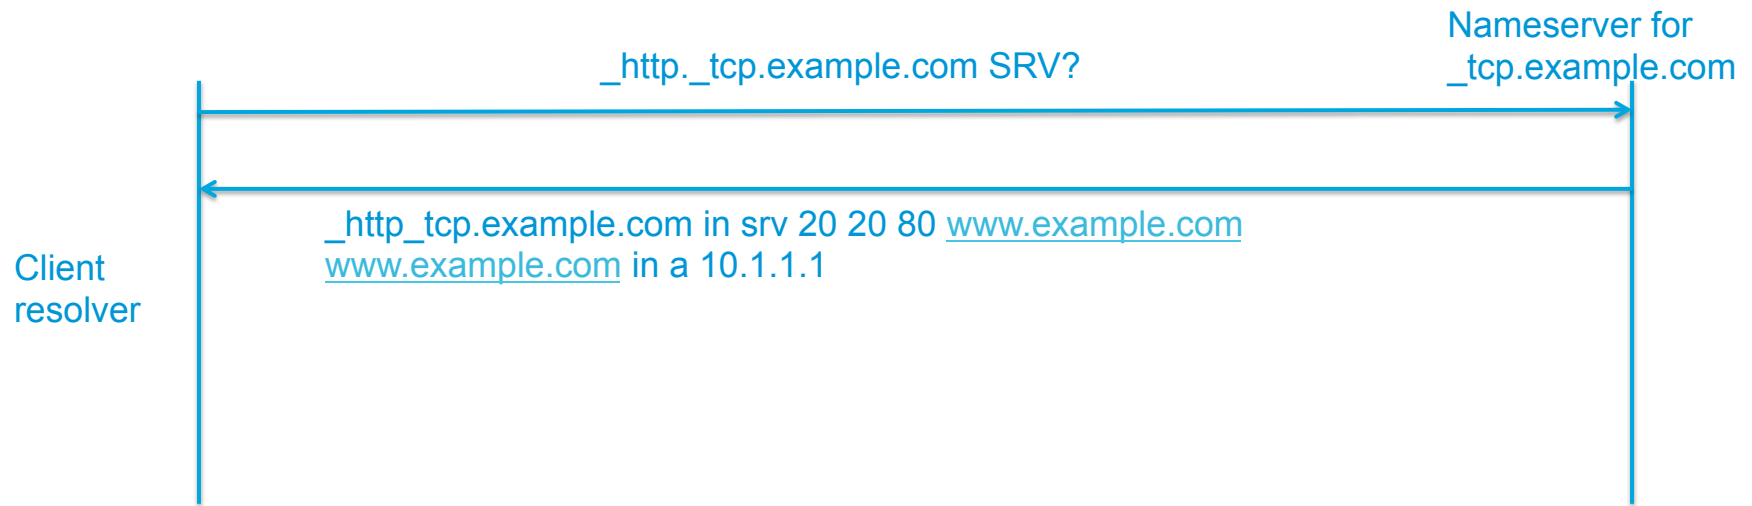 Nameserver for
_tcp.example.com
_http._tcp.example.com SRV?
_http_tcp.example.com in srv 20 20 80 www.example.com
www.example.com in a 10.1.1.1
Client
resolver